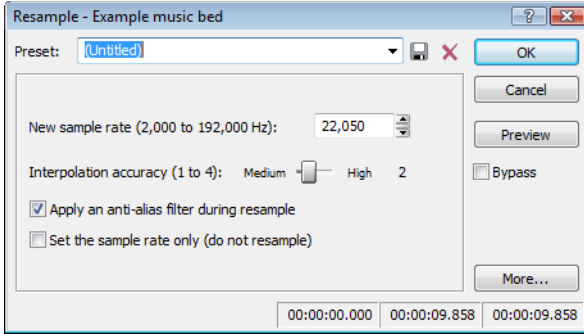 Resample - Example music bed
Preset: (Untitled)
OK
Cancel
New sample rate (2,000 to 192,000 Hz): 22,050
Preview
Interpolation accuracy (1 to 4): Medium High 2
Bypass
Apply an anti-alias filter during resample
Set the sample rate only (do not resample)
More...
00:00:00.000 00:00:09.858 00:00:09.858